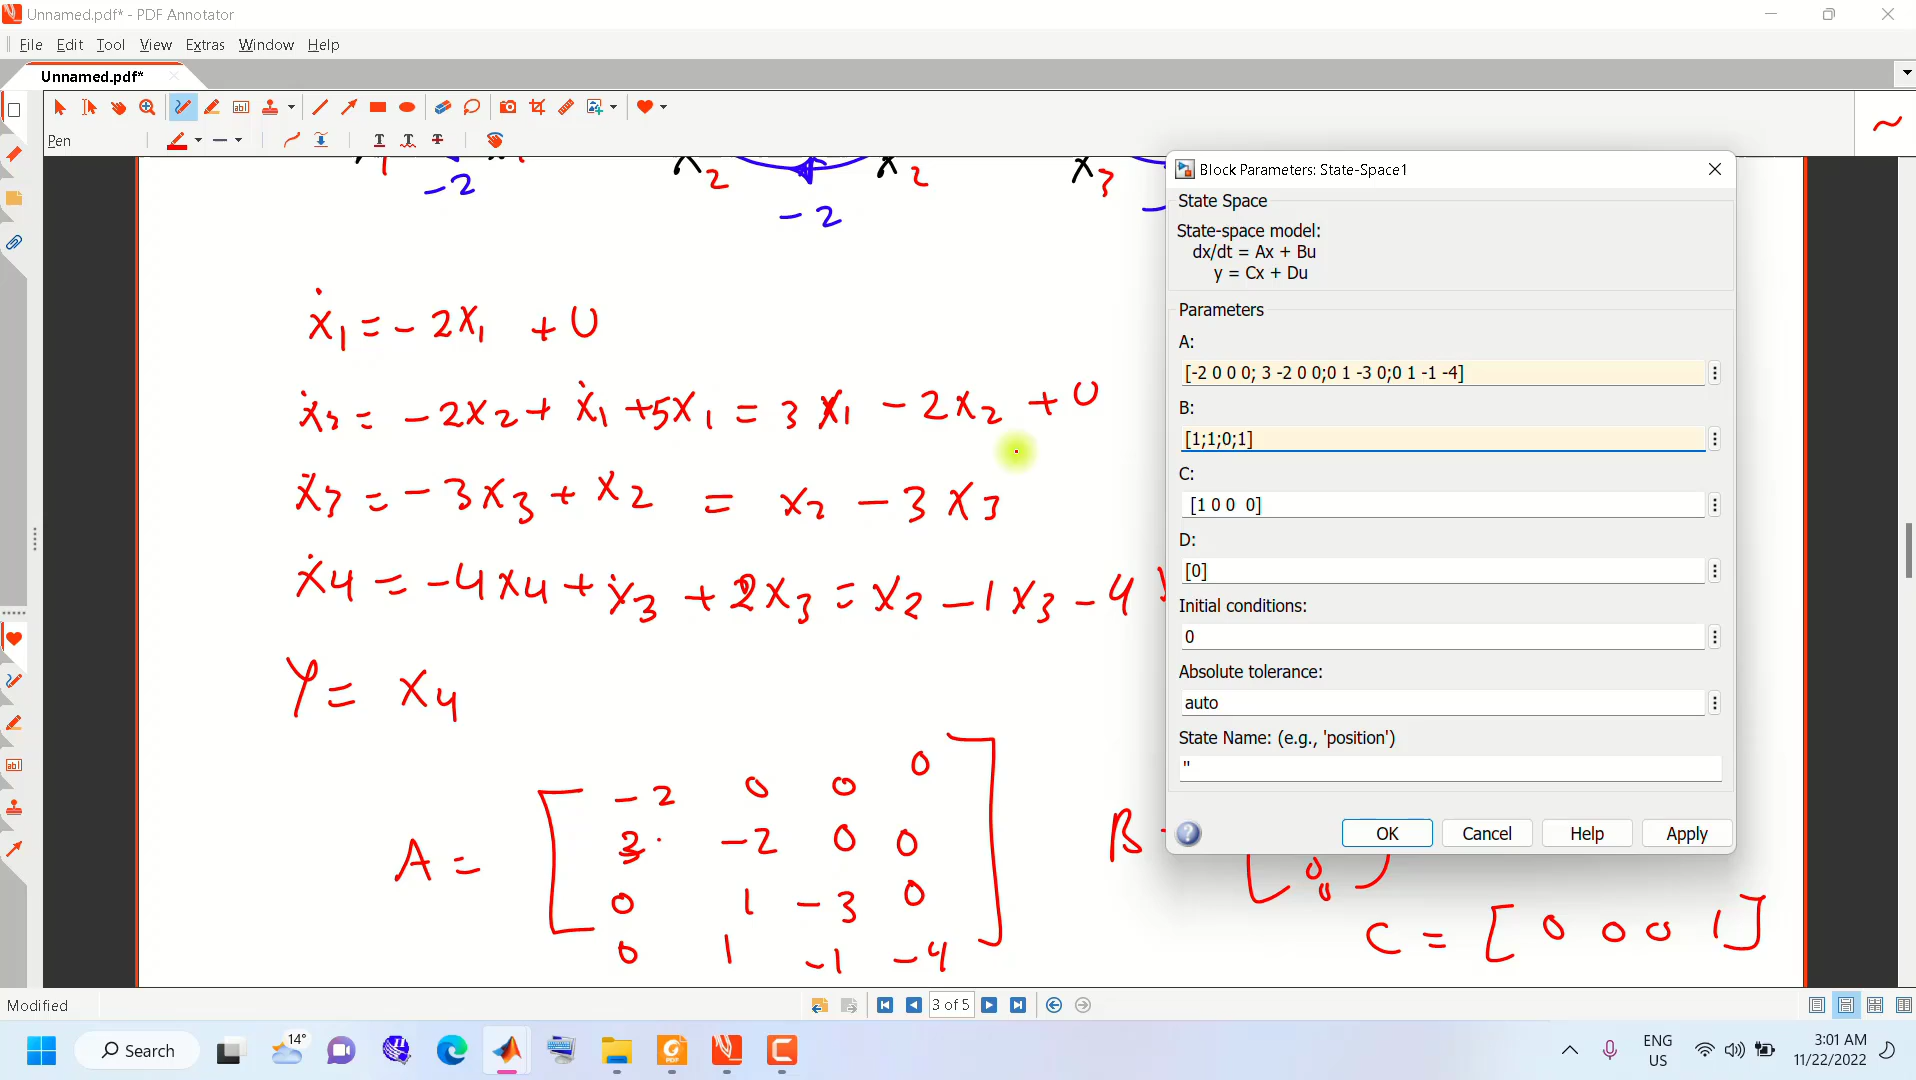 Unnamed.pdf* - PDF Annotator
File Edit Tool View Extras Window Help
Unnamed.pdf*
Pen
-2
x2 x2 x3
-2
ẋ1 = -2x1 + U
ẋ2 = -2x2 + ẋ1 + 5x1 = 3x1 - 2x2 + U
ẋ3 = -3x3 + x2 = x2 - 3x3
ẋ4 = -4x4 + ẋ3 + 2x3 = x2 - 1x3 - 4
Y = x4
A =
-2 0 0 0
3 -2 0 0
0 1 -3 0
0 1 -1 -4
B
C = [0 0 0 1]
Block Parameters: State-Space1
State Space
State-space model:
dx/dt = Ax + Bu
y = Cx + Du
Parameters
A:
[-2 0 0 0; 3 -2 0 0;0 1 -3 0;0 1 -1 -4]
B:
[1;1;0;1]
C:
[1 0 0  0]
D:
[0]
Initial conditions:
0
Absolute tolerance:
auto
State Name: (e.g., 'position')
''
OK Cancel Help Apply
Modified
3 of 5
14°
Search
ENG
US
3:01 AM
11/22/2022